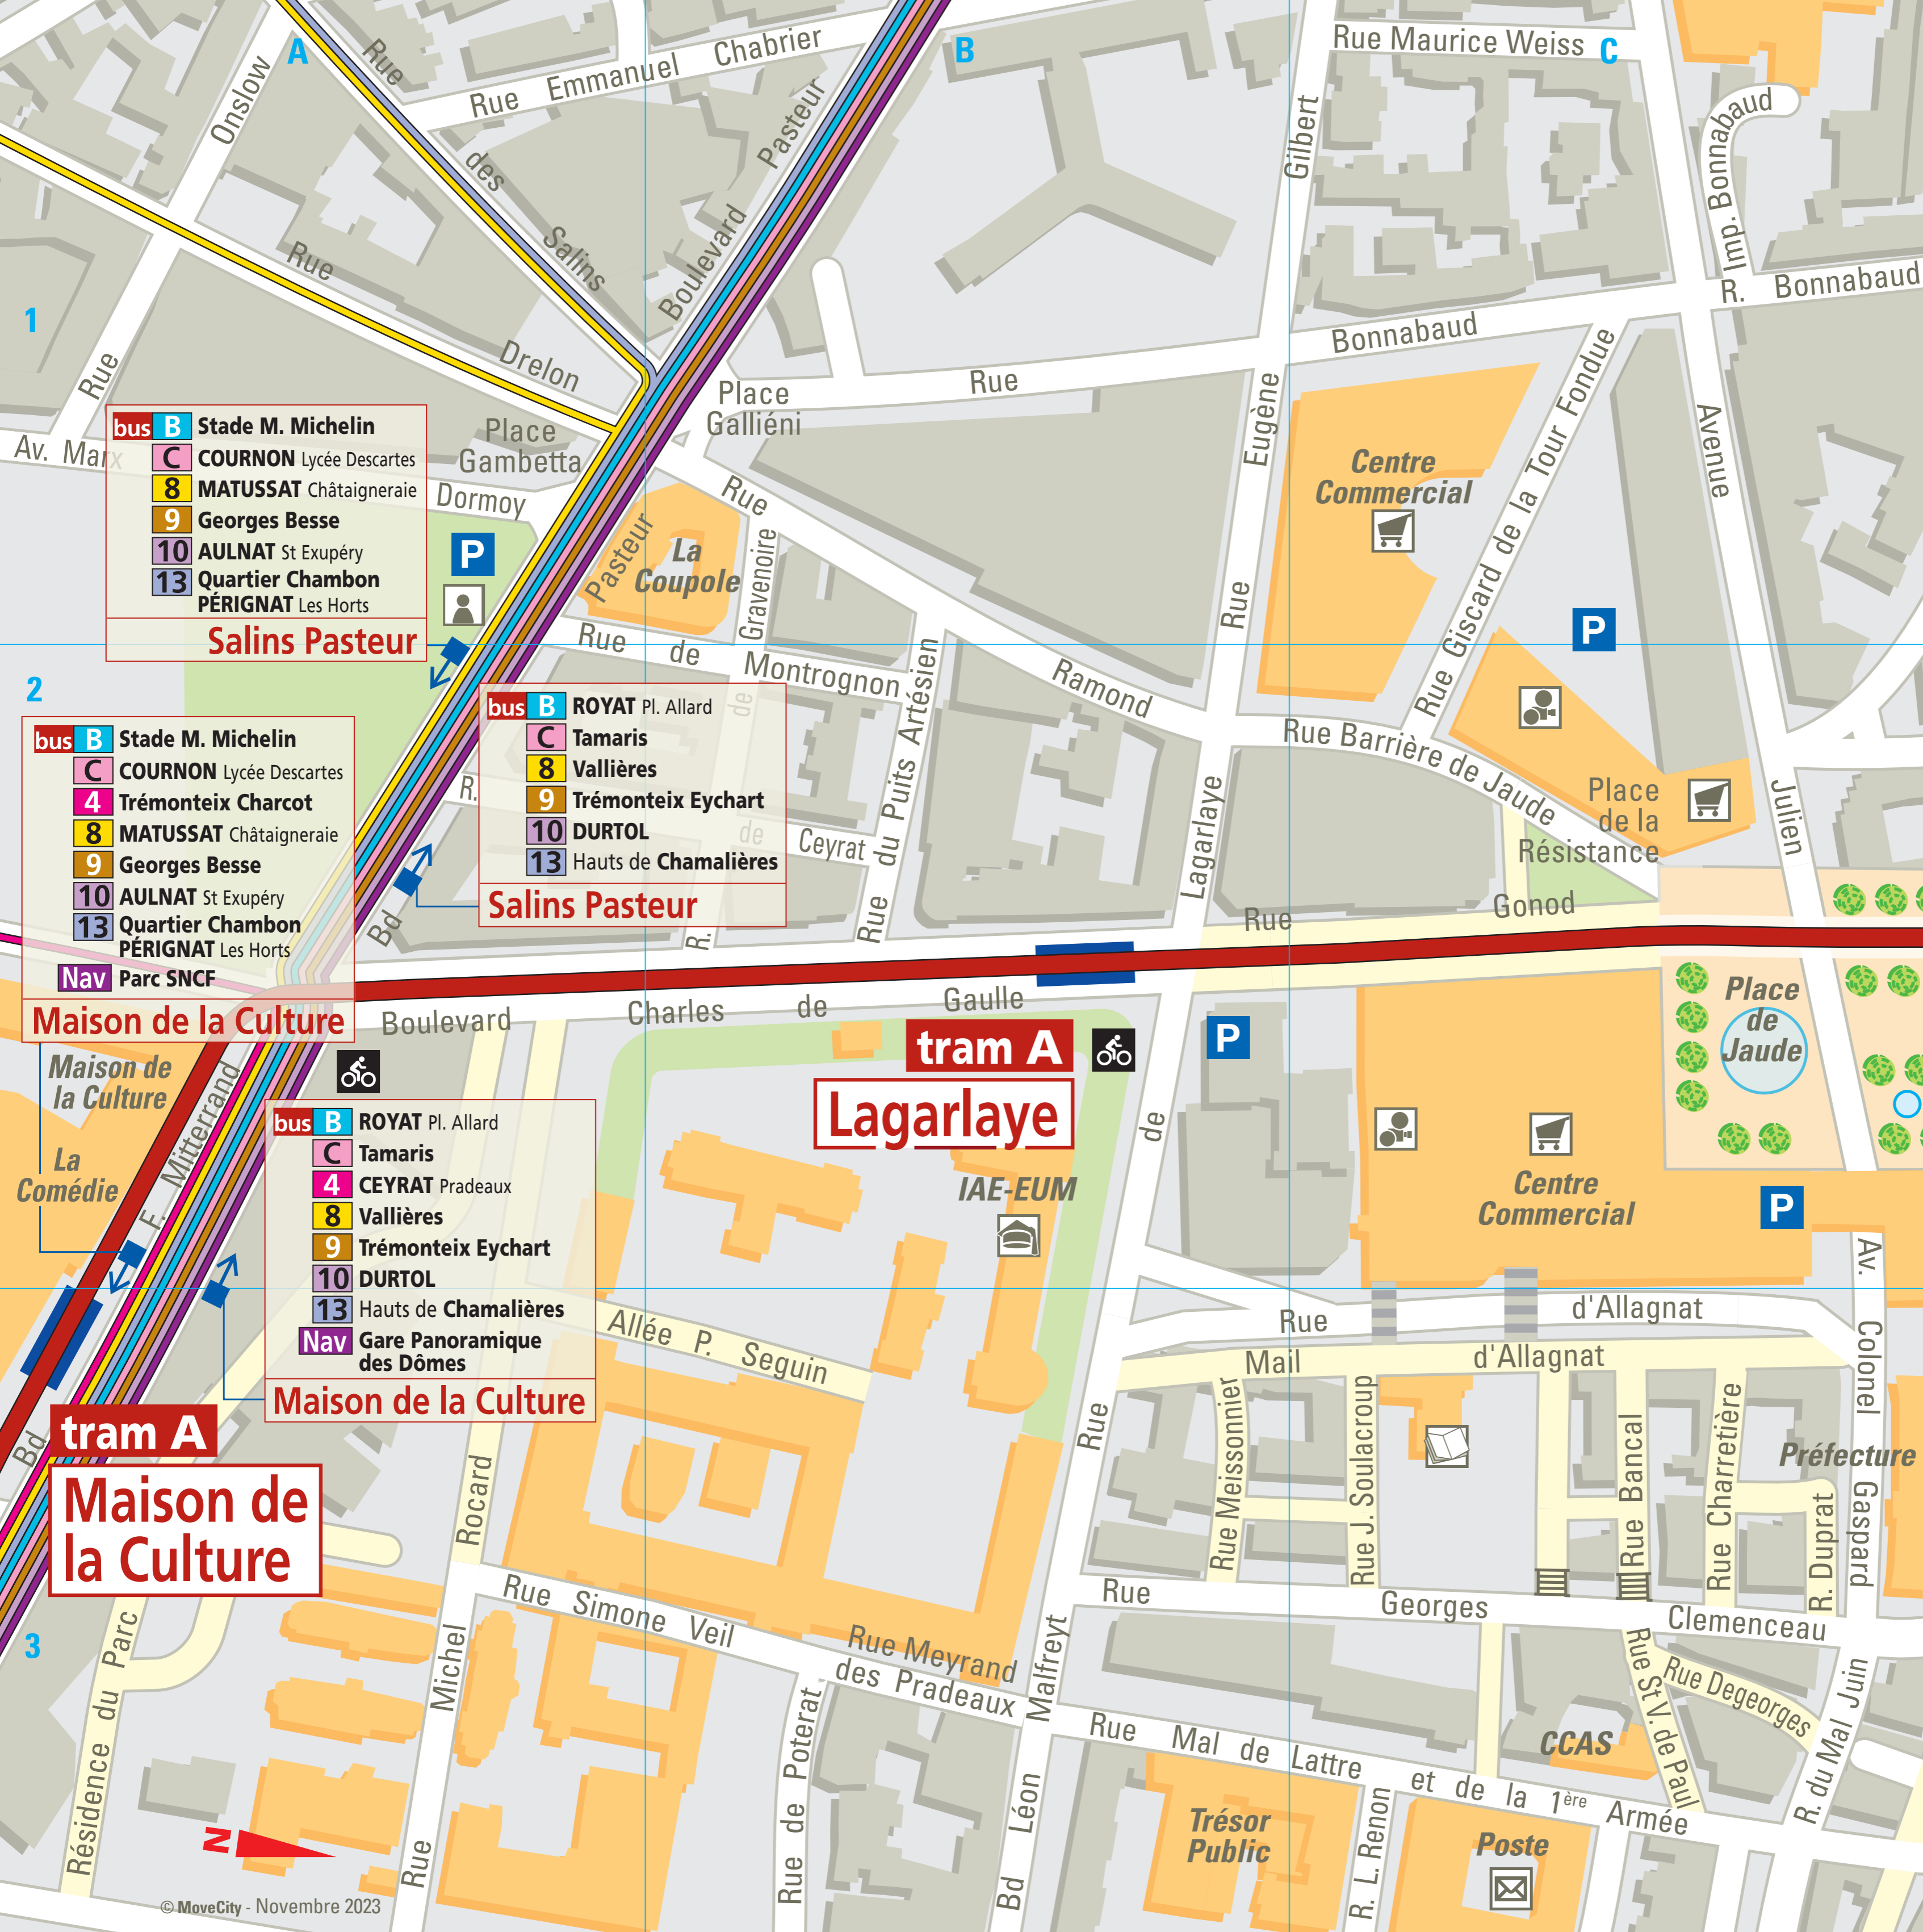 A
B
C
1
2
3
Rue Maurice Weiss
Rue Emmanuel Chabrier
Onslow
Rue
Rue des Salins
Boulevard Pasteur
Gilbert
Eugène
Rue
Imp. Bonnabaud
R. Bonnabaud
Rue Bonnabaud
Rue Drelon
Place
Galliéni
Place
Gambetta
Av. Marx
Dormoy
Rue Giscard de la Tour Fondue
Avenue
Julien
Centre
Commercial
bus B Stade M. Michelin
C COURNON Lycée Descartes
8 MATUSSAT Châtaigneraie
9 Georges Besse
10 AULNAT St Exupéry
13 Quartier Chambon
PÉRIGNAT Les Horts
Salins Pasteur
P
Pasteur
La
Coupole
Gravenoire
de
R.
Rue de Montrognon
Rue Ramond
Rue du Puits Artésien
P
Rue Barrière de Jaude
Place
de la
Résistance
bus B ROYAT Pl. Allard
C Tamaris
8 Vallières
9 Trémonteix Eychart
10 DURTOL
13 Hauts de Chamalières
Salins Pasteur
R.
de Ceyrat
Bd
Lagarlaye
de
Rue
Rue Gonod
bus B Stade M. Michelin
C COURNON Lycée Descartes
4 Trémonteix Charcot
8 MATUSSAT Châtaigneraie
9 Georges Besse
10 AULNAT St Exupéry
13 Quartier Chambon
PÉRIGNAT Les Horts
Nav Parc SNCF
Maison de la Culture
Boulevard Charles de Gaulle
Maison de
la Culture
La
Comédie
Bd F. Mitterrand
tram A
Lagarlaye
P
Place
de
Jaude
bus B ROYAT Pl. Allard
C Tamaris
4 CEYRAT Pradeaux
8 Vallières
9 Trémonteix Eychart
10 DURTOL
13 Hauts de Chamalières
Nav Gare Panoramique
des Dômes
Maison de la Culture
IAE-EUM
Centre
Commercial
P
Av. Colonel Gaspard
Rue d'Allagnat
Mail d'Allagnat
Allée P. Seguin
tram A
Maison de
la Culture
Rue Michel Rocard
Rue Meissonnier
Rue J. Soulacroup
Rue Bancal
Rue Charretière
R. Duprat
Préfecture
Rue Georges Clemenceau
Rue Simone Veil
Rue Meyrand
des Pradeaux
Bd Léon Malfreyt
Rue de Poterat
Résidence du Parc
Rue St V. de Paul
Rue Degeorges
R. du Mal Juin
CCAS
Rue Mal de Lattre et de la 1ère Armée
R. L. Renon
Trésor
Public
Poste
N
© MoveCity - Novembre 2023